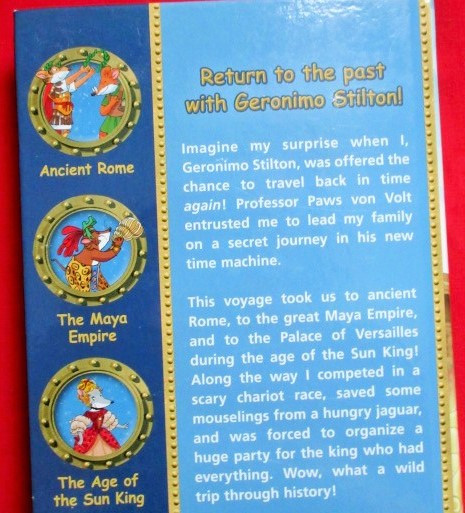 Ancient Rome
The Maya
Empire
The Age of
the Sun King
Return to the past
with Geronimo Stilton!
Imagine my surprise when I,
Geronimo Stilton, was offered the
chance to travel back in time
again! Professor Paws von Volt
entrusted me to lead my family
on a secret journey in his new
time machine.
This voyage took us to ancient
Rome, to the great Maya Empire,
and to the Palace of Versailles
during the age of the Sun King!
Along the way I competed in a
scary chariot race, saved some
mouselings from a hungry jaguar,
and was forced to organize a
huge party for the king who had
everything. Wow, what a wild
trip through history!